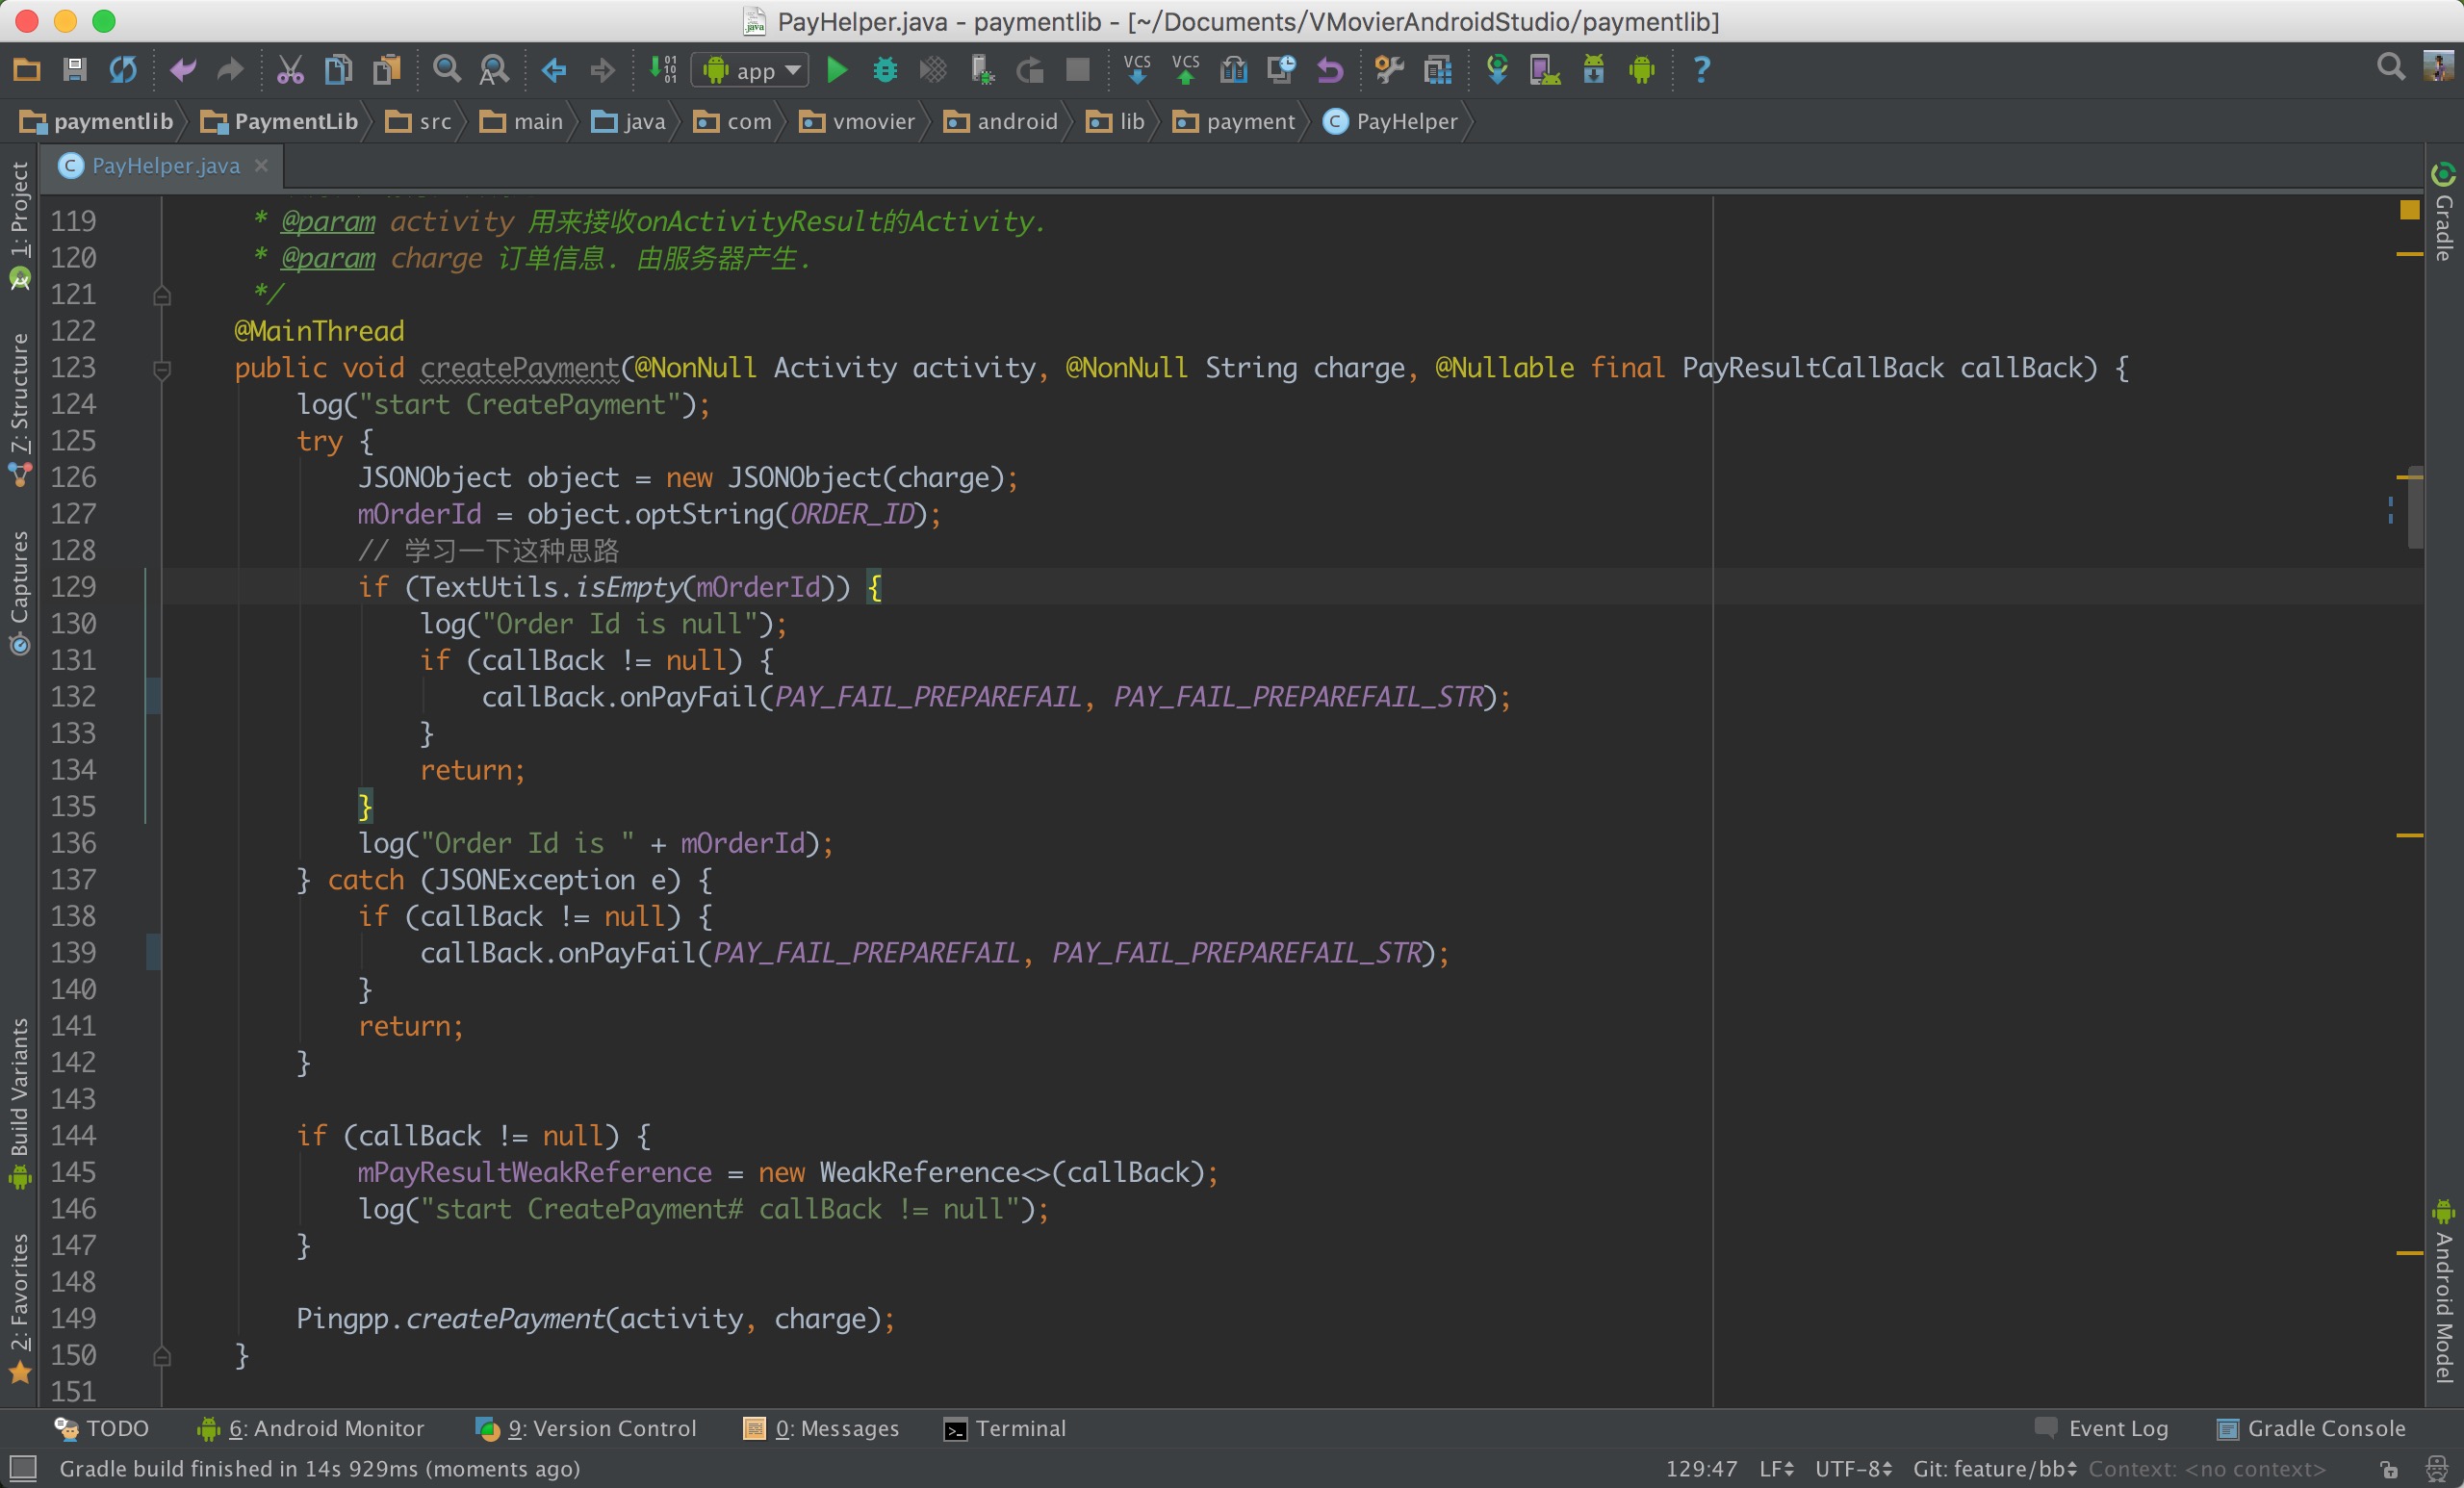 PayHelper.java - paymentlib - [~/Documents/VMovierAndroidStudio/paymentlib]
app
VCS VCS
?
paymentlib PaymentLib src main java com vmovier android lib payment PayHelper
PayHelper.java
1: Project
7: Structure
Captures
Build Variants
2: Favorites
119 * @param activity 用来接收onActivityResult的Activity.
120 * @param charge 订单信息. 由服务器产生.
121 */
122 @MainThread
123 public void createPayment(@NonNull Activity activity, @NonNull String charge, @Nullable final PayResultCallBack callBack) {
124 log("start CreatePayment");
125 try {
126 JSONObject object = new JSONObject(charge);
127 mOrderId = object.optString(ORDER_ID);
128 // 学习一下这种思路
129 if (TextUtils.isEmpty(mOrderId)) {
130 log("Order Id is null");
131 if (callBack != null) {
132 callBack.onPayFail(PAY_FAIL_PREPAREFAIL, PAY_FAIL_PREPAREFAIL_STR);
133 }
134 return;
135 }
136 log("Order Id is " + mOrderId);
137 } catch (JSONException e) {
138 if (callBack != null) {
139 callBack.onPayFail(PAY_FAIL_PREPAREFAIL, PAY_FAIL_PREPAREFAIL_STR);
140 }
141 return;
142 }
143
144 if (callBack != null) {
145 mPayResultWeakReference = new WeakReference<>(callBack);
146 log("start CreatePayment# callBack != null");
147 }
148
149 Pingpp.createPayment(activity, charge);
150 }
151
Gradle
Android Model
TODO 6: Android Monitor 9: Version Control 0: Messages Terminal Event Log Gradle Console
Gradle build finished in 14s 929ms (moments ago) 129:47 LF UTF-8 Git: feature/bb Context: <no context>